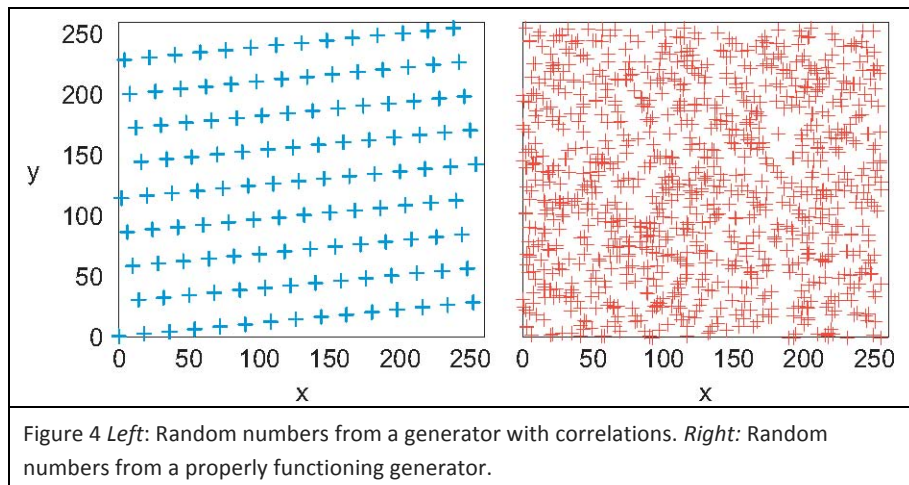 250
200
150
y
100
50
0
0 50 100 150 200 250
x
0 50 100 150 200 250
x
Figure 4 Left: Random numbers from a generator with correlations. Right: Random
numbers from a properly functioning generator.